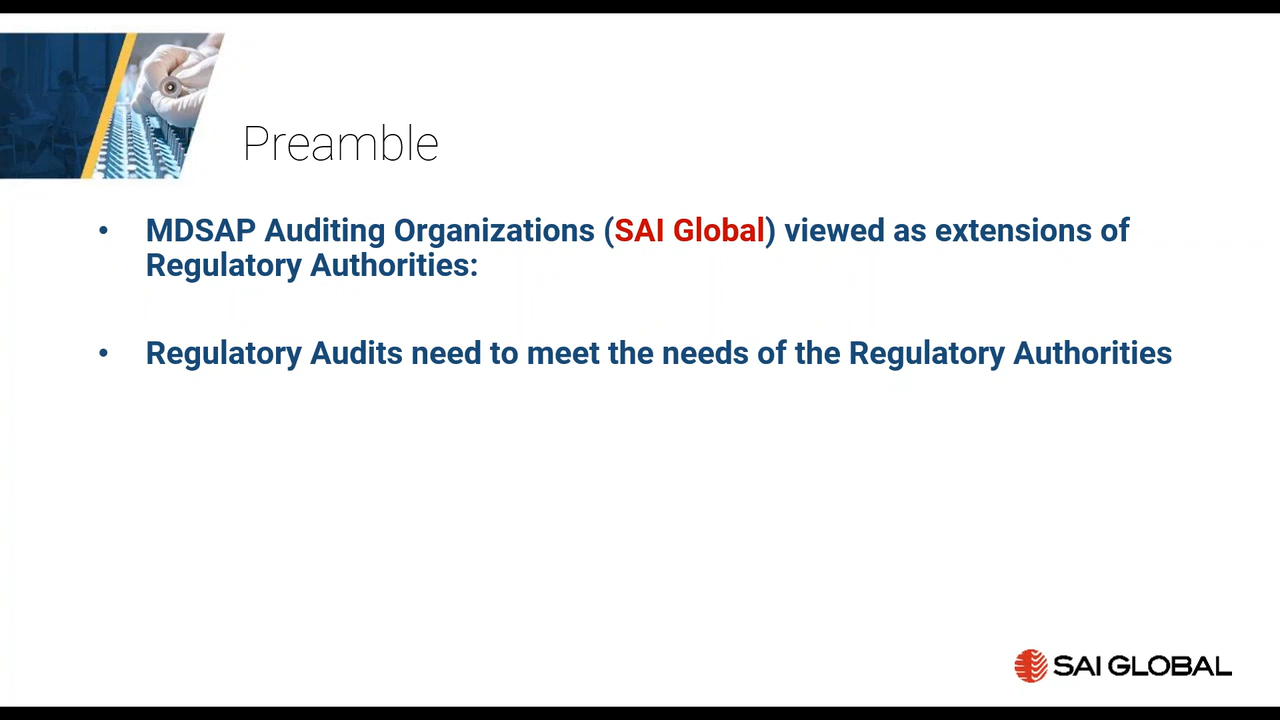 Preamble
• MDSAP Auditing Organizations (SAI Global) viewed as extensions of
Regulatory Authorities:
• Regulatory Audits need to meet the needs of the Regulatory Authorities
SAI GLOBAL